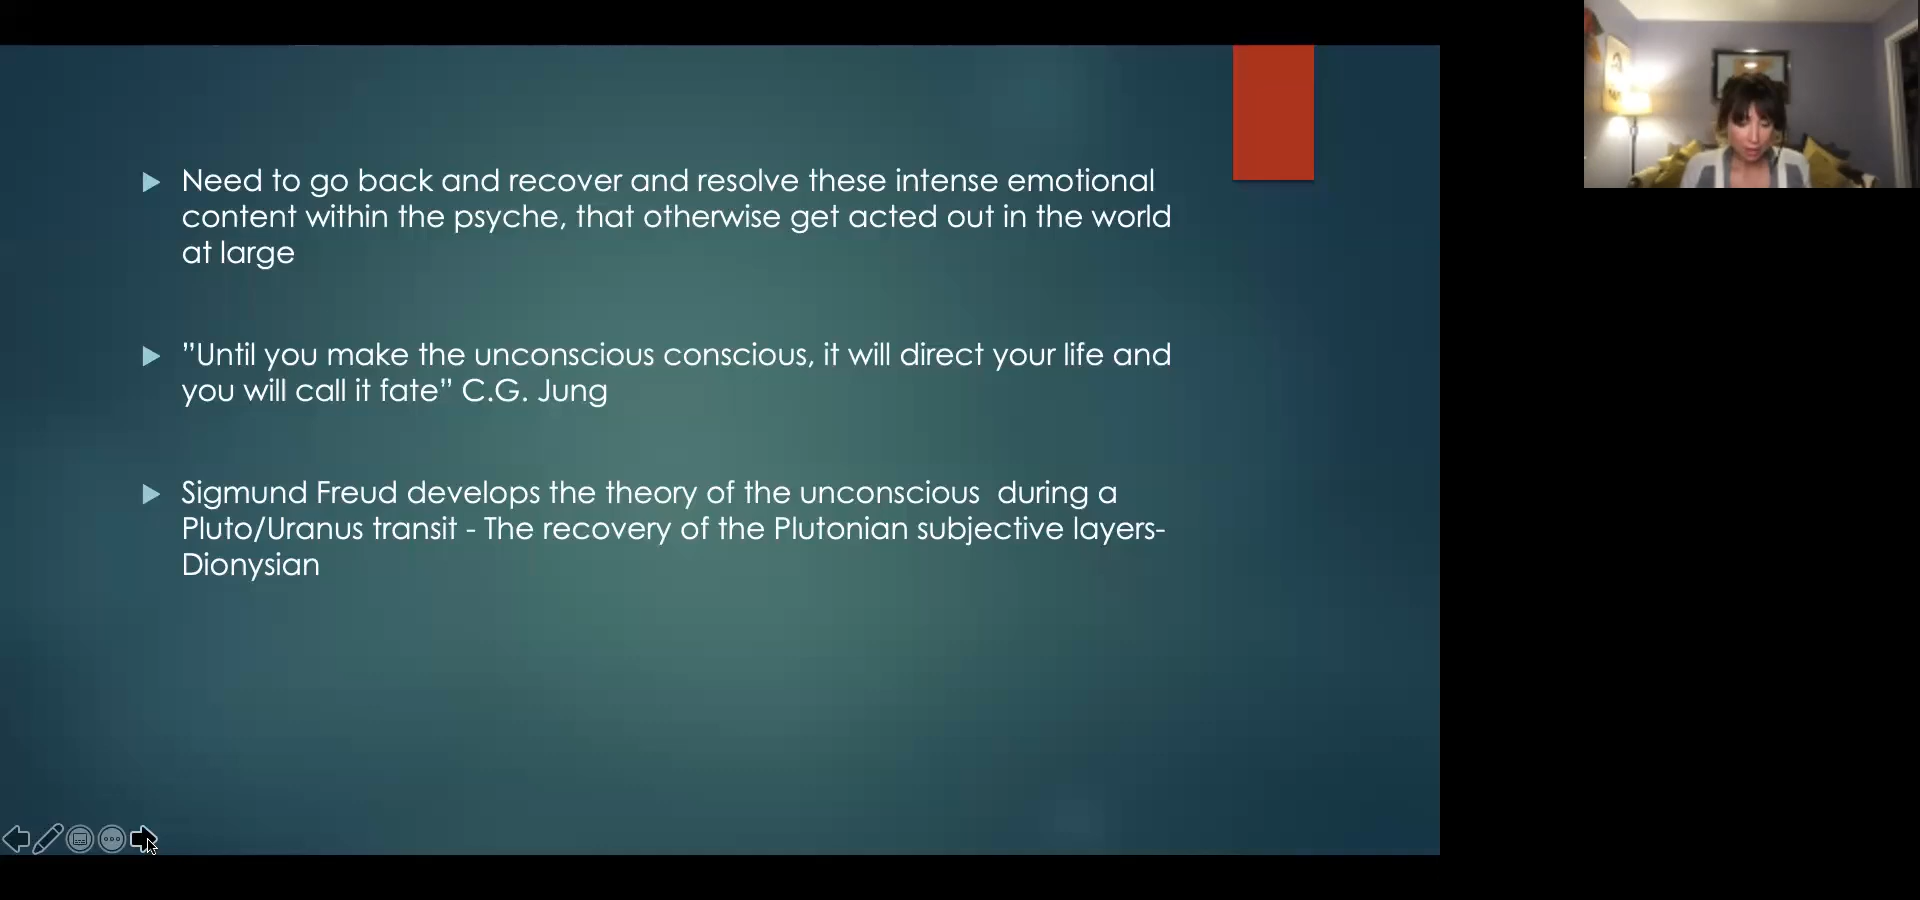 Need to go back and recover and resolve these intense emotional
content within the psyche, that otherwise get acted out in the world
at large
”Until you make the unconscious conscious, it will direct your life and
you will call it fate” C.G. Jung
Sigmund Freud develops the theory of the unconscious  during a
Pluto/Uranus transit - The recovery of the Plutonian subjective layers-
Dionysian